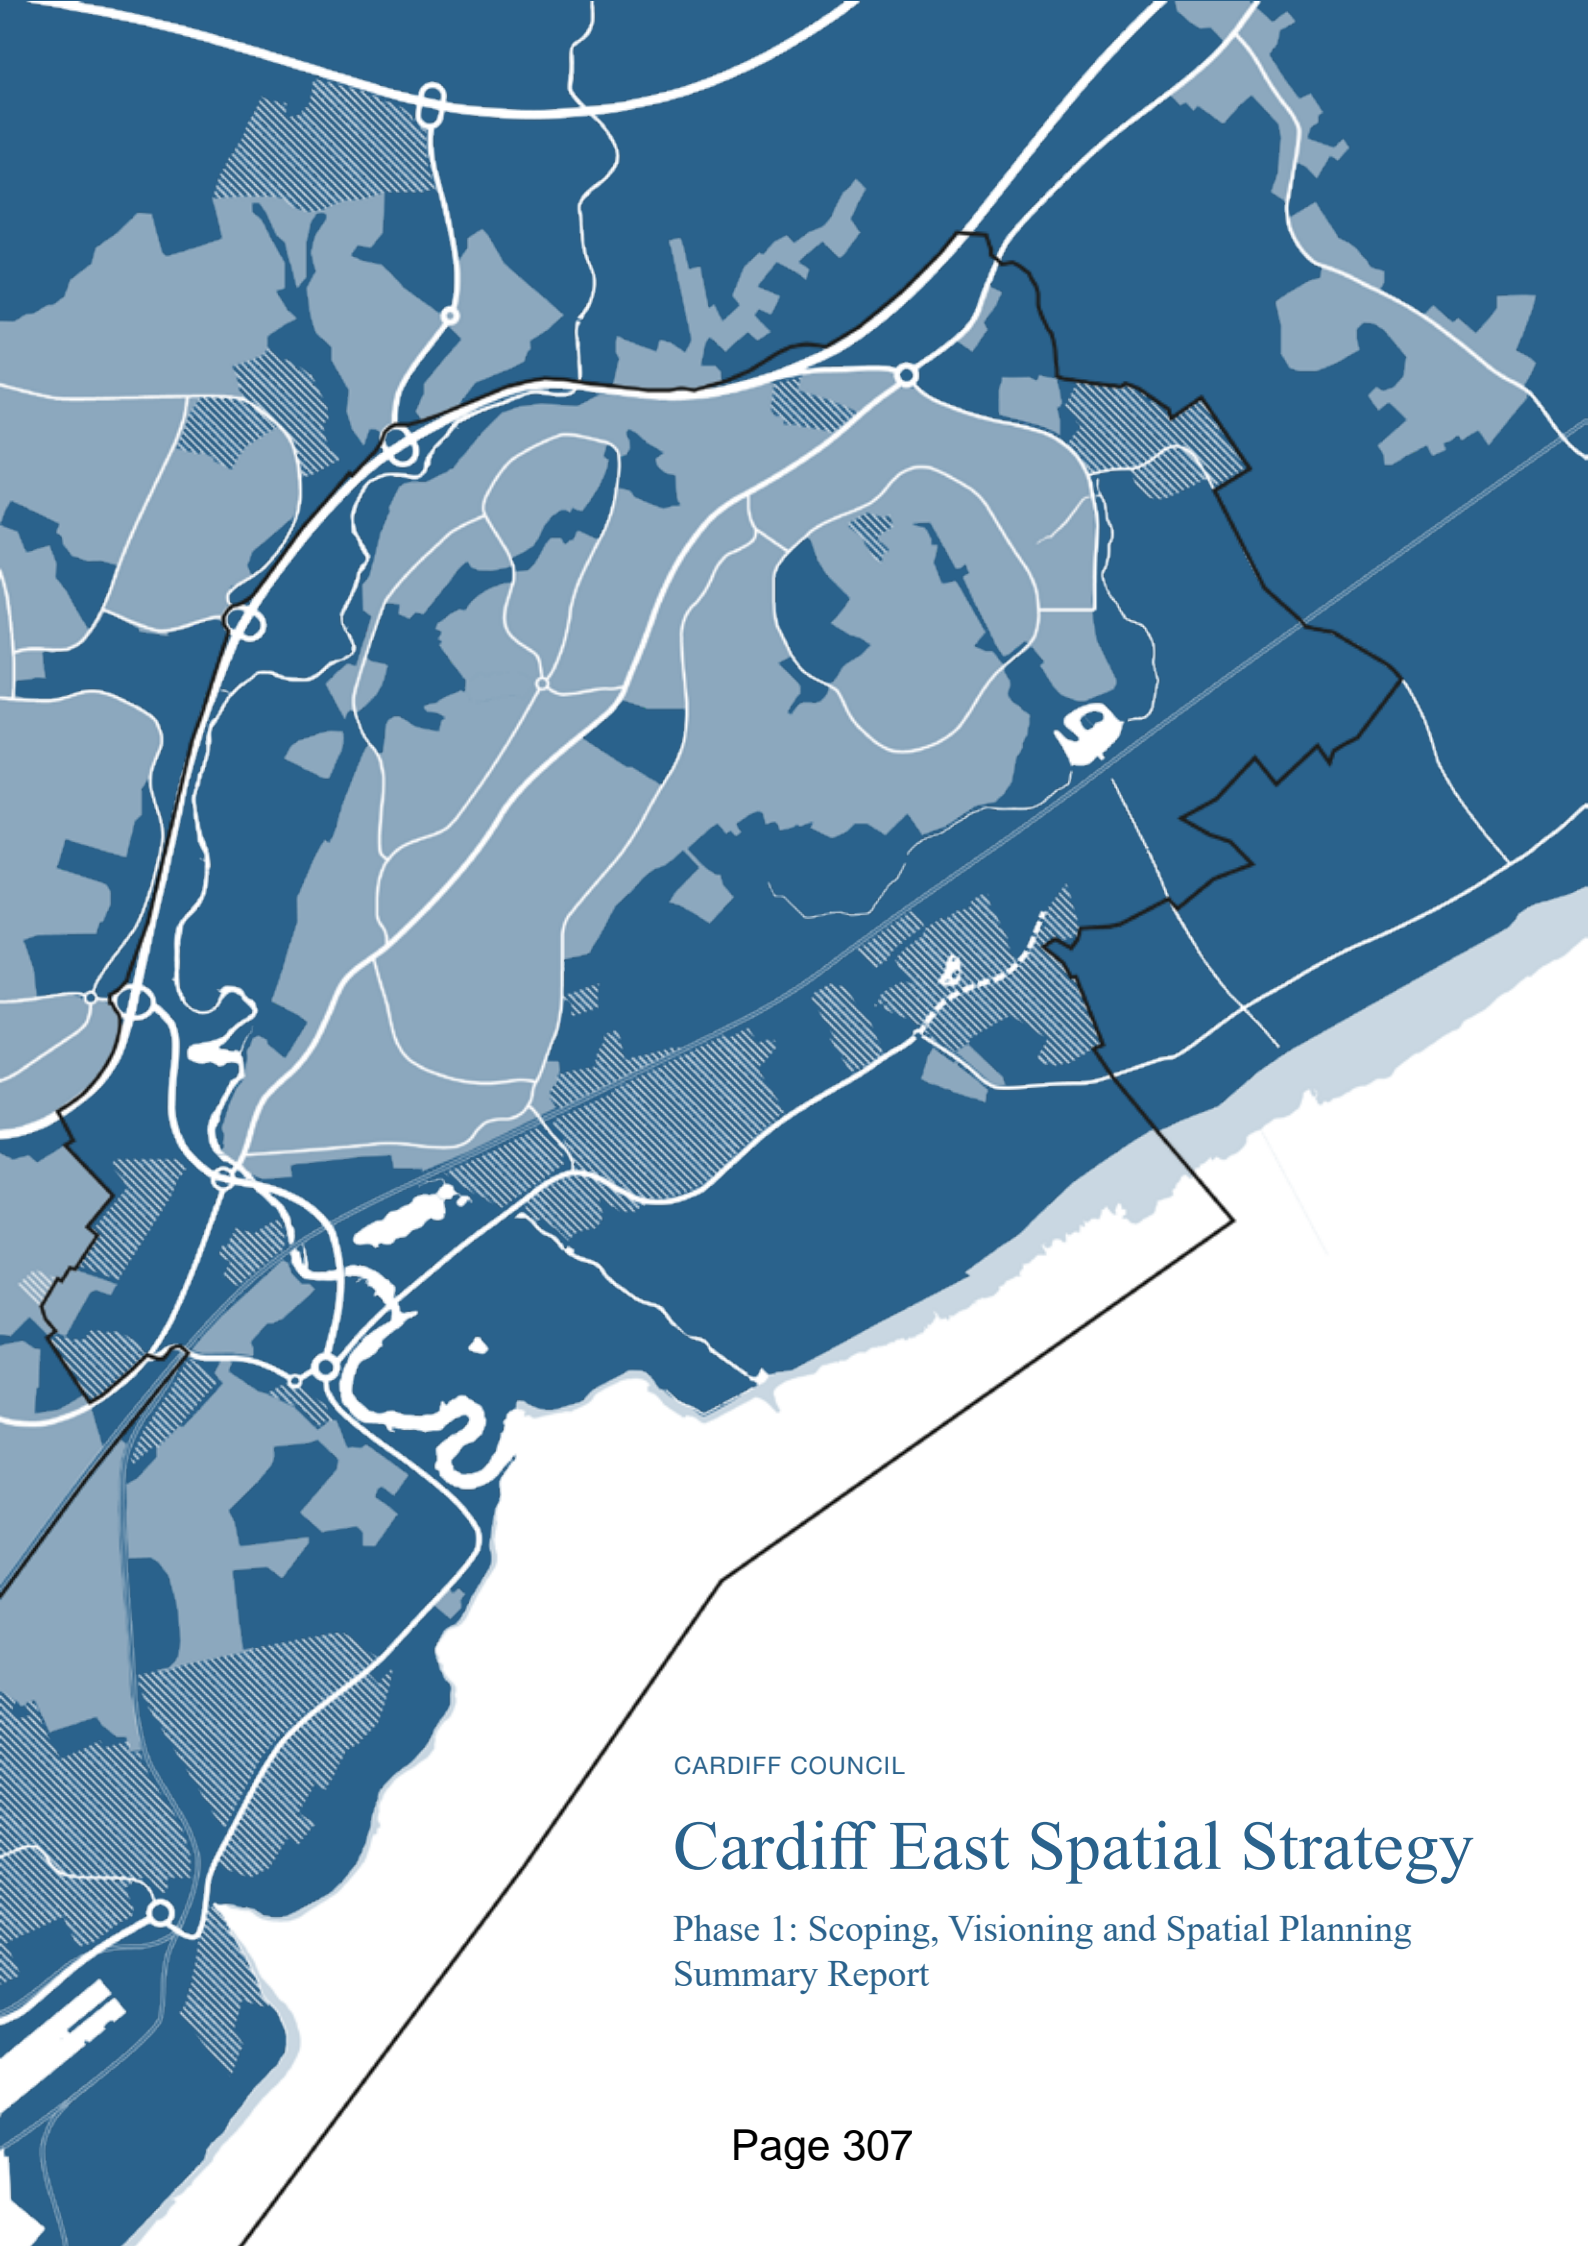 CARDIFF COUNCIL
Cardiff East Spatial Strategy
Phase 1: Scoping, Visioning and Spatial Planning
Summary Report
Page 307